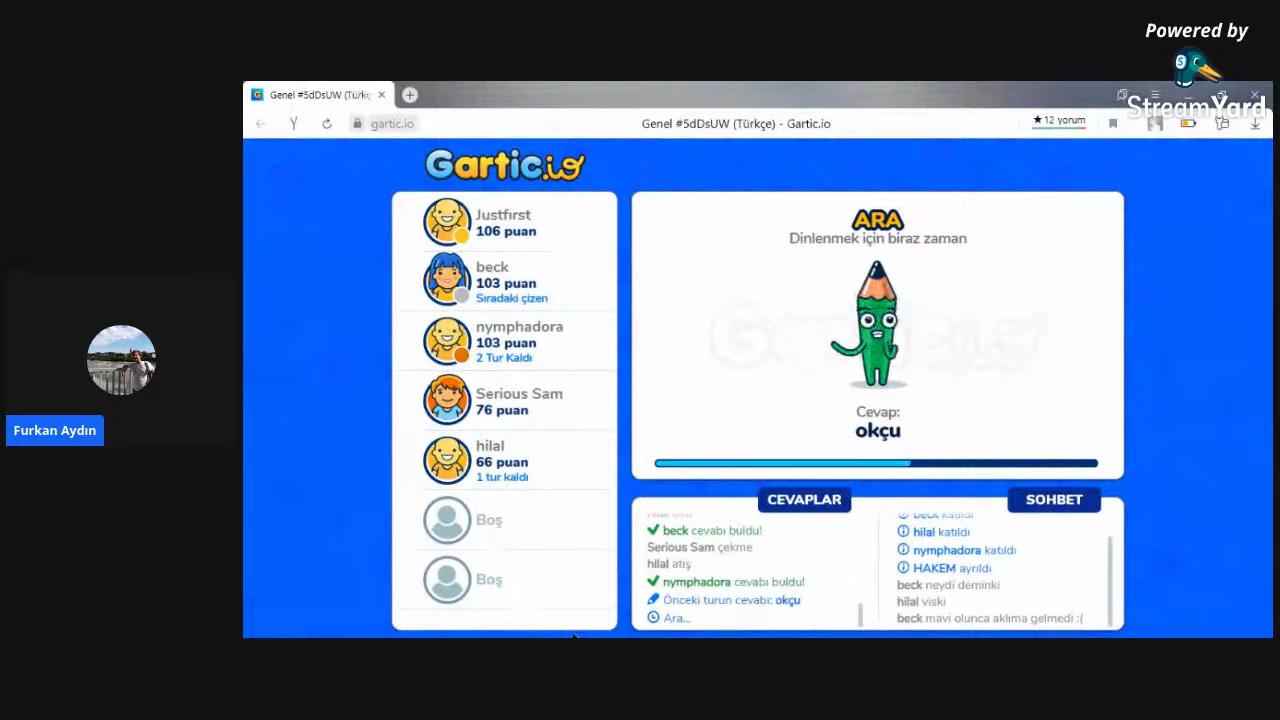 Powered by
StreamYard
Genel #5dDsUW (Türkç
gartic.io
Genel #5dDsUW (Türkçe) - Gartic.io
★12 yorum
Gartic.io
Justfırst
106 puan
beck
103 puan
Sıradaki çizen
nymphadora
103 puan
2 Tur Kaldı
Serious Sam
76 puan
hilal
66 puan
1 tur kaldı
Boş
Boş
ARA
Dinlenmek için biraz zaman
Cevap:
okçu
CEVAPLAR
beck cevabı buldu!
Serious Sam çekme
hilal atış
nymphadora cevabı buldu!
Önceki turun cevabı: okçu
Ara...
SOHBET
beck katıldı
hilal katıldı
nymphadora katıldı
HAKEM ayrıldı
beck neydi deminki
hilal viski
beck mavi olunca aklıma gelmedi :(
Furkan Aydın